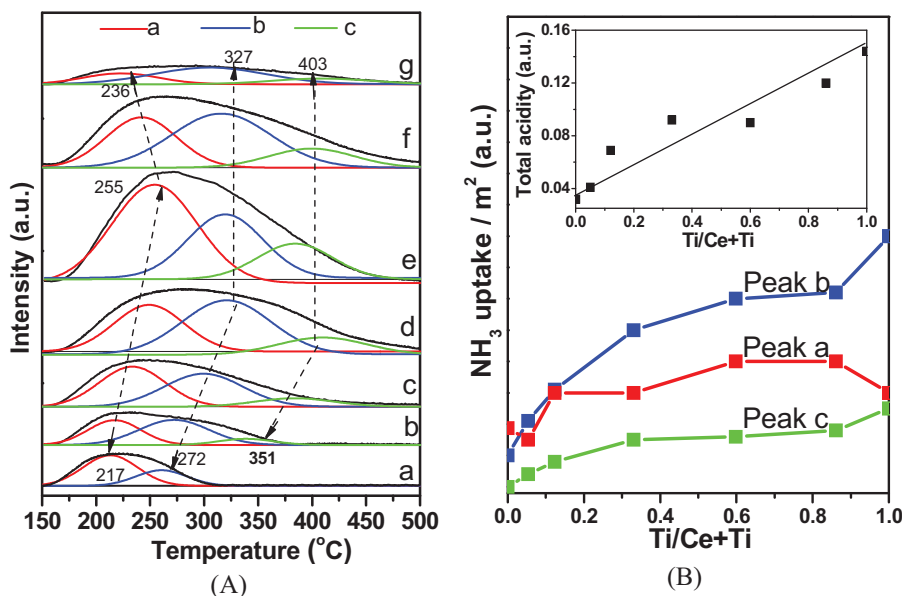 a b c
g
236
327
403
f
255
e
d
c
b
351
a
217
272
Intensity (a.u.)
150 200 250 300 350 400 450 500
Temperature (°C)
(A)
0.16
0.12
0.08
0.04
Total acidity (a.u.)
0.0 0.2 0.4 0.6 0.8 1.0
Ti/Ce+Ti
Peak b
Peak a
Peak c
NH₃ uptake / m² (a.u.)
0.0 0.2 0.4 0.6 0.8 1.0
Ti/Ce+Ti
(B)